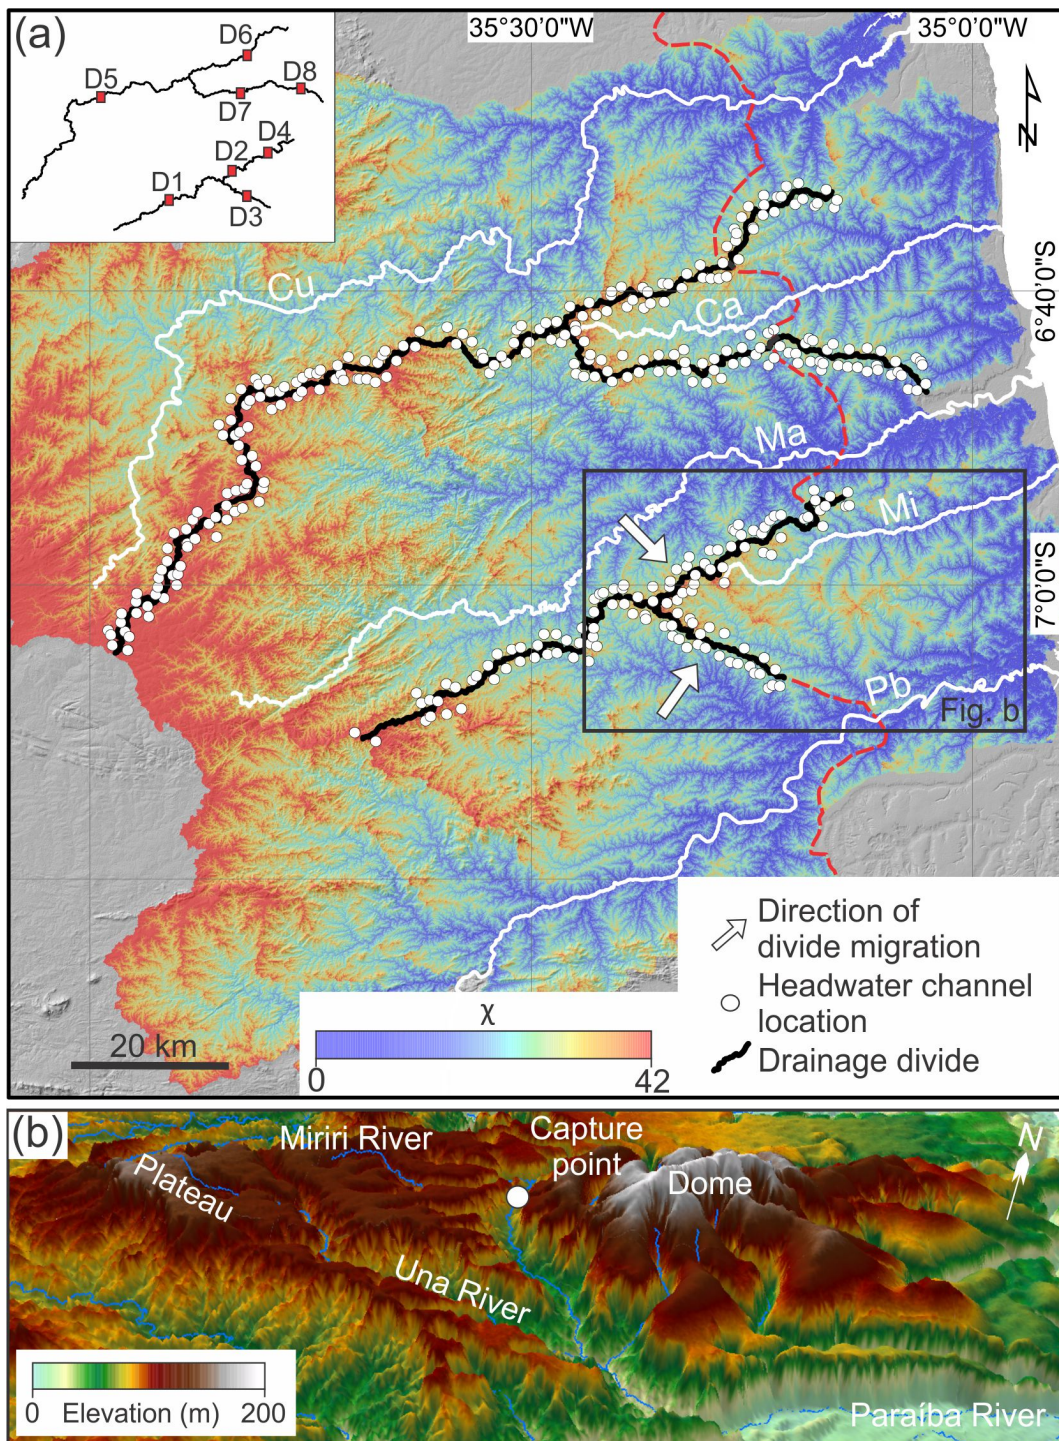 (a)
35°30'0"W
35°0'0"W
D6
D5
D8
D7
D4
D2
D1
D3
N
6°40'0"S
Cu
Ca
Ma
Mi
7°0'0"S
Pb
Fig. b
Direction of
divide migration
Headwater channel
location
Drainage divide
χ
0
42
20 km
(b)
Miriri River
Capture
point
N
Plateau
Dome
Una River
0 Elevation (m) 200
Paraíba River